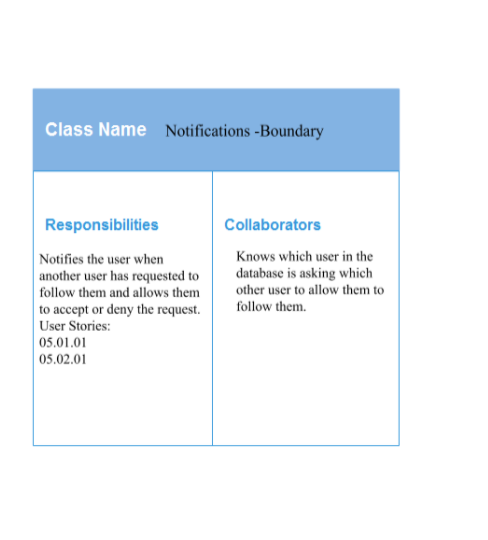 Class Name Notifications -Boundary
Responsibilities
Notifies the user when
another user has requested to
follow them and allows them
to accept or deny the request.
User Stories:
05.01.01
05.02.01
Collaborators
Knows which user in the
database is asking which
other user to allow them to
follow them.